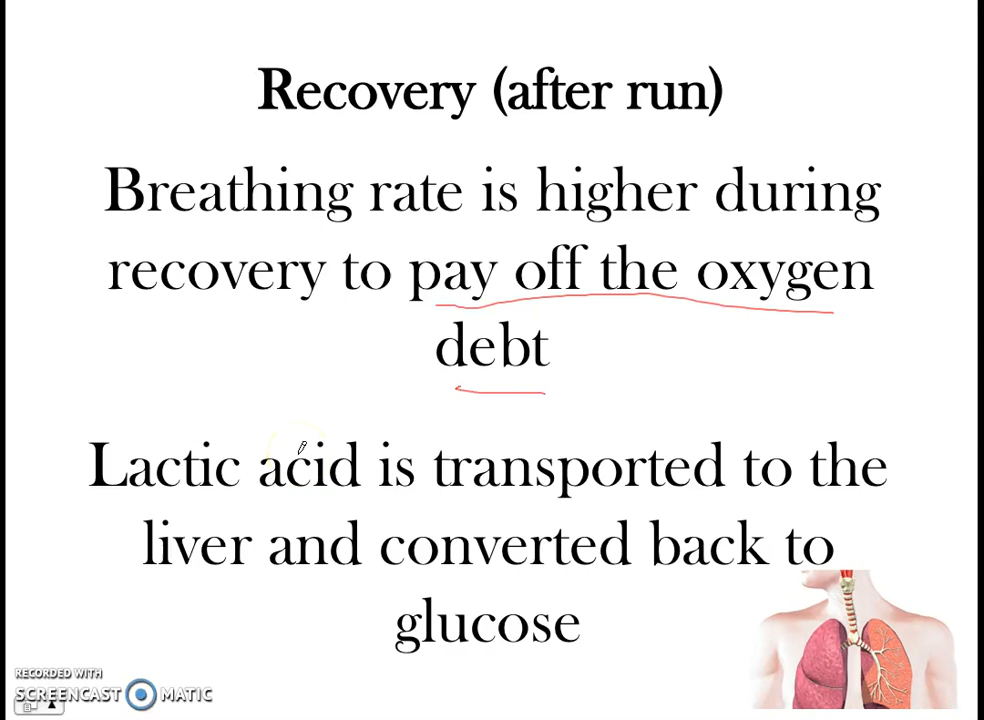 Recovery (after run)
Breathing rate is higher during
recovery to pay off the oxygen
debt
Lactic acid is transported to the
liver and converted back to
glucose
RECORDED WITH
SCREENCAST MATIC